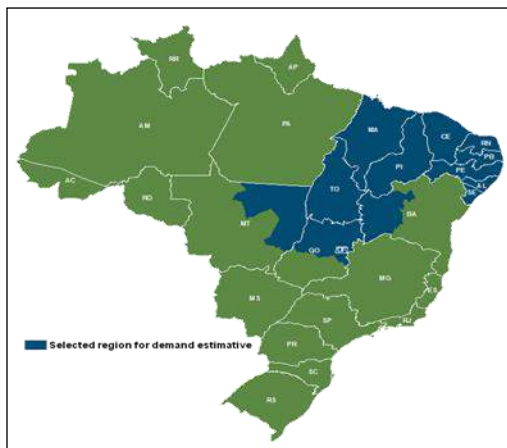 RR
AP
AM
PA
MA
CE
RN
PB
PI
PE
AL
SE
AC
TO
RO
BA
MT
GO
DF
MG
ES
MS
SP
RJ
Selected region for demand estimative
PR
SC
RS